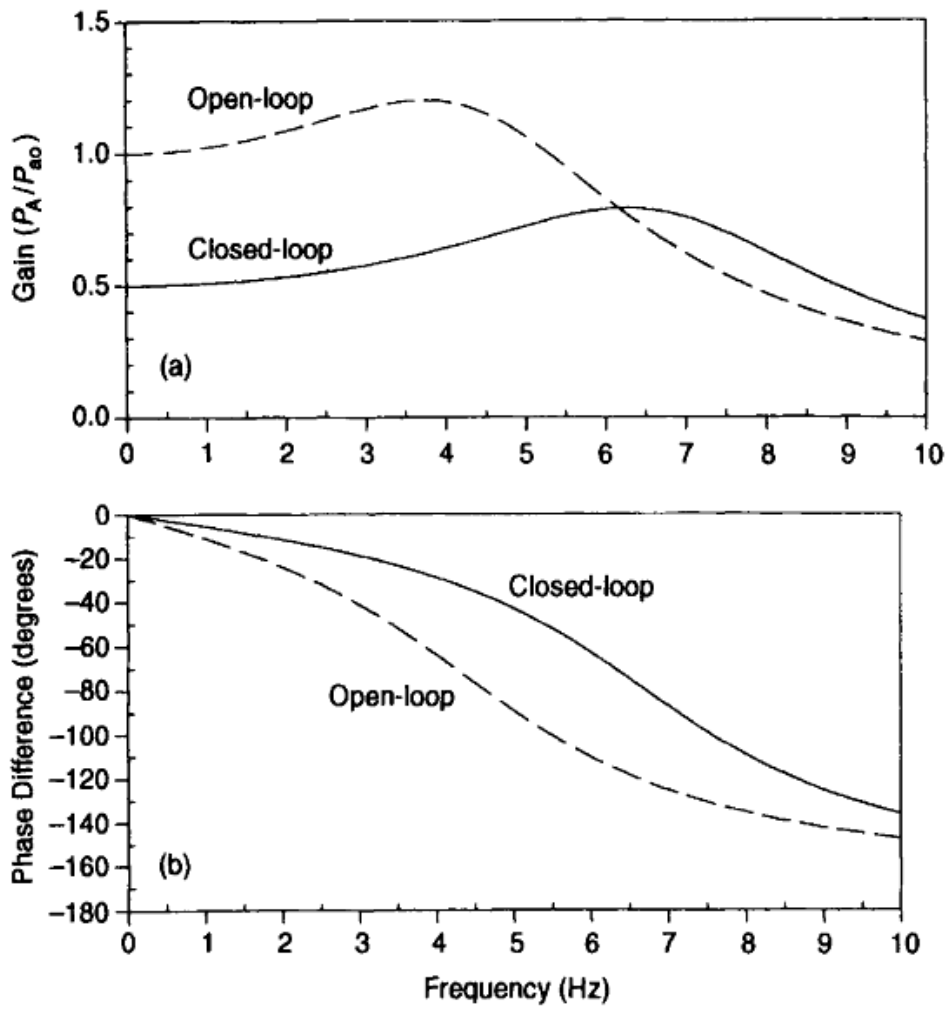 1.5
Open-loop
1.0
Gain (P_A/P_ao)
Closed-loop
0.5
(a)
0.0
0 1 2 3 4 5 6 7 8 9 10
0
−20
−40
Closed-loop
−60
−80
Open-loop
−100
Phase Difference (degrees)
−120
−140
−160
(b)
−180
0 1 2 3 4 5 6 7 8 9 10
Frequency (Hz)